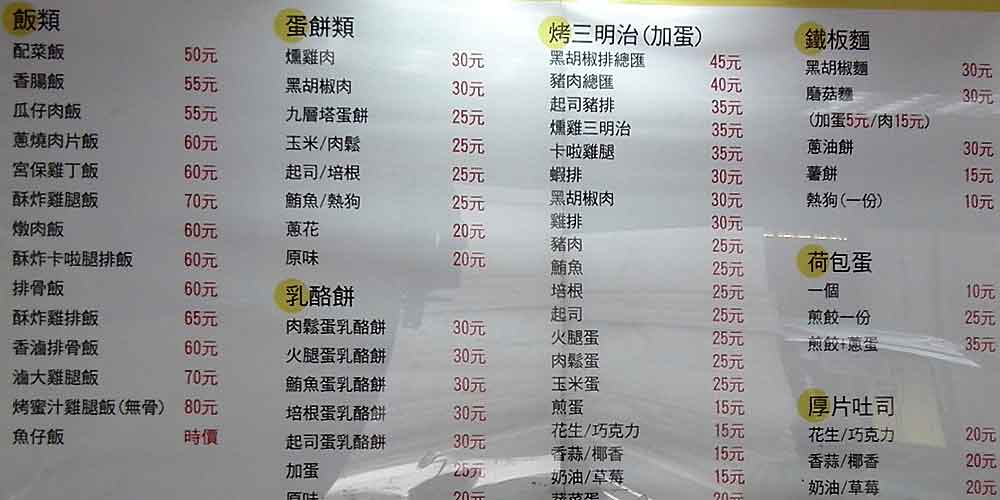 飯類
配菜飯 50元
香腸飯 55元
瓜仔肉飯 55元
蔥燒肉片飯 60元
宮保雞丁飯 60元
酥炸雞腿飯 70元
燉肉飯 60元
酥炸卡啦腿排飯 60元
排骨飯 60元
酥炸雞排飯 65元
香滷排骨飯 60元
滷大雞腿飯 70元
烤蜜汁雞腿飯(無骨) 80元
魚仔飯 時價
蛋餅類
燻雞肉 30元
黑胡椒肉 30元
九層塔蛋餅 25元
玉米/肉鬆 25元
起司/培根 25元
鮪魚/熱狗 25元
蔥花 20元
原味 20元
乳酪餅
肉鬆蛋乳酪餅 30元
火腿蛋乳酪餅 30元
鮪魚蛋乳酪餅 30元
培根蛋乳酪餅 30元
起司蛋乳酪餅 30元
加蛋 25元
原味 20元
烤三明治(加蛋)
黑胡椒排總匯 45元
豬肉總匯 40元
起司豬排 35元
燻雞三明治 35元
卡啦雞腿 35元
蝦排 30元
黑胡椒肉 30元
雞排 30元
豬肉 25元
鮪魚 25元
培根 25元
起司 25元
火腿蛋 25元
肉鬆蛋 25元
玉米蛋 25元
煎蛋 15元
花生/巧克力 15元
香蒜/椰香 15元
奶油/草莓 15元
蔬菜蛋 20元
鐵板麵
黑胡椒麵 30元
磨菇麵 30元
(加蛋5元/肉15元)
蔥油餅 30元
薯餅 15元
熱狗(一份) 10元
荷包蛋
一個 10元
煎餃一份 25元
煎餃+蔥蛋 35元
厚片吐司
花生/巧克力 20元
香蒜/椰香 20元
奶油/草莓 20元